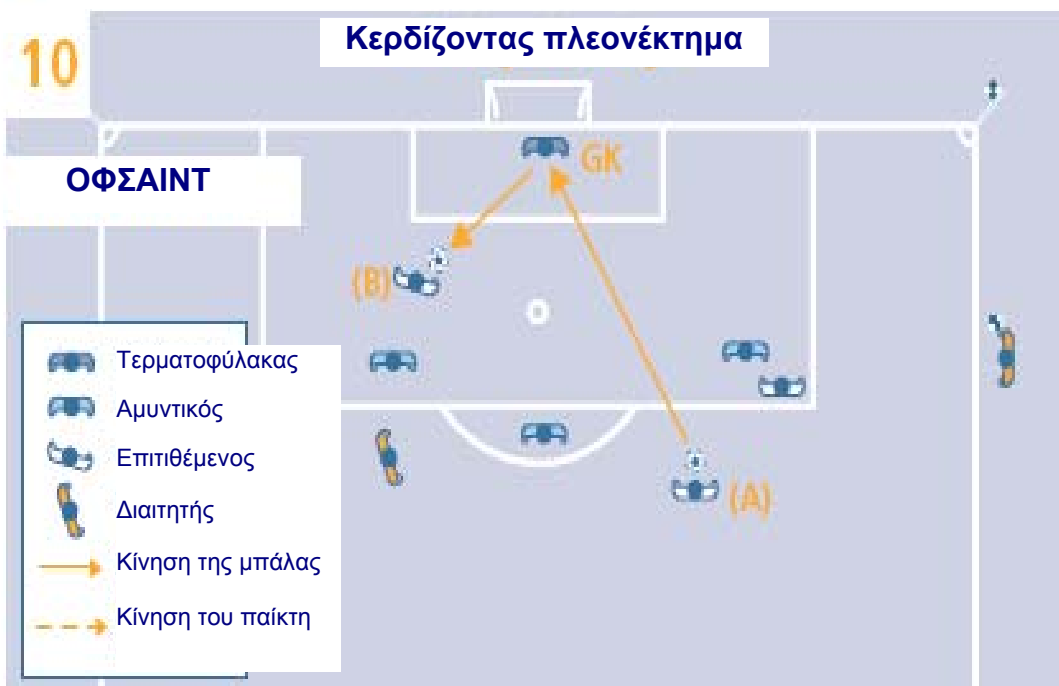 10
Κερδίζοντας πλεονέκτημα
ΟΦΣΑΙΝΤ
GK
(B)
(A)
Τερματοφύλακας
Αμυντικός
Επιτιθέμενος
Διαιτητής
Κίνηση της μπάλας
Κίνηση του παίκτη